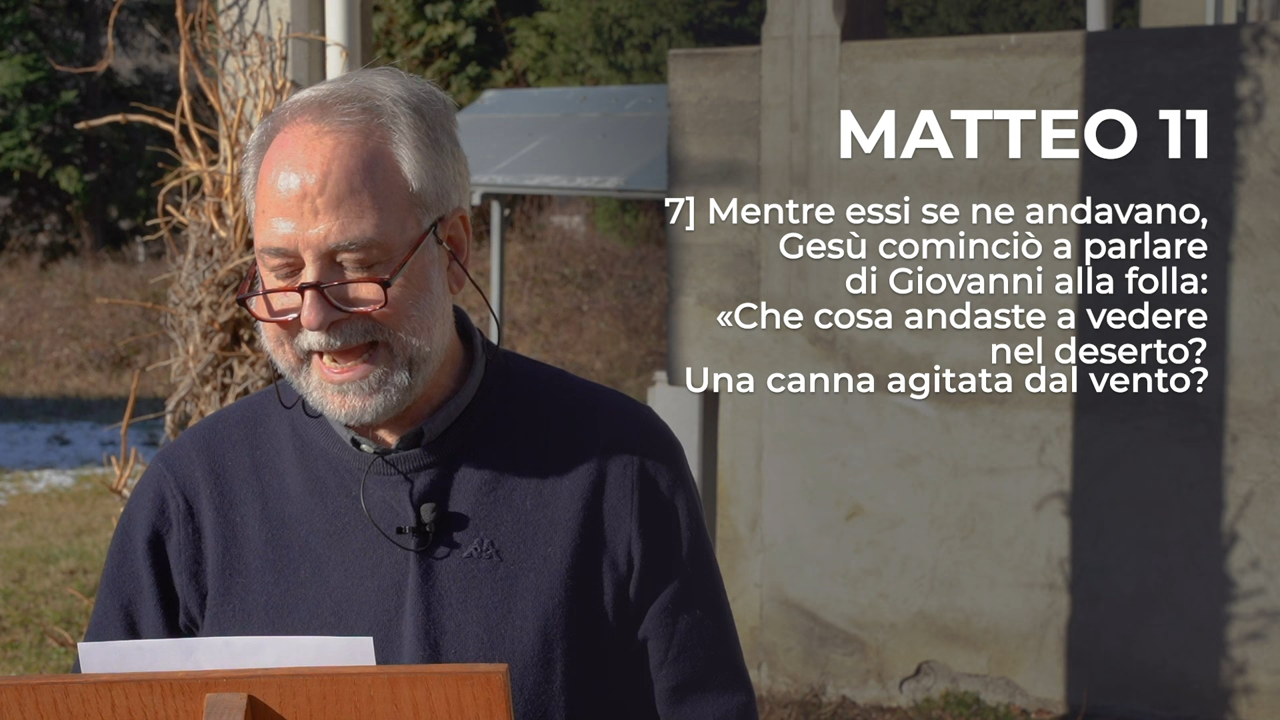 MATTEO 11
7] Mentre essi se ne andavano,
Gesù cominciò a parlare
di Giovanni alla folla:
«Che cosa andaste a vedere
nel deserto?
Una canna agitata dal vento?